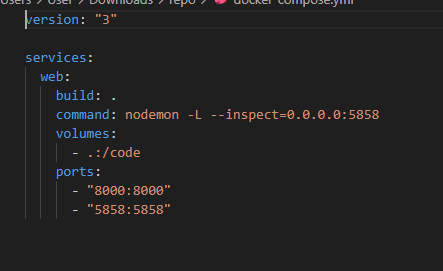 Users > User > Downloads > repo > docker-compose.yml
version: "3"
services:
  web:
    build: .
    command: nodemon -L --inspect=0.0.0.0:5858
    volumes:
      - .:/code
    ports:
      - "8000:8000"
      - "5858:5858"